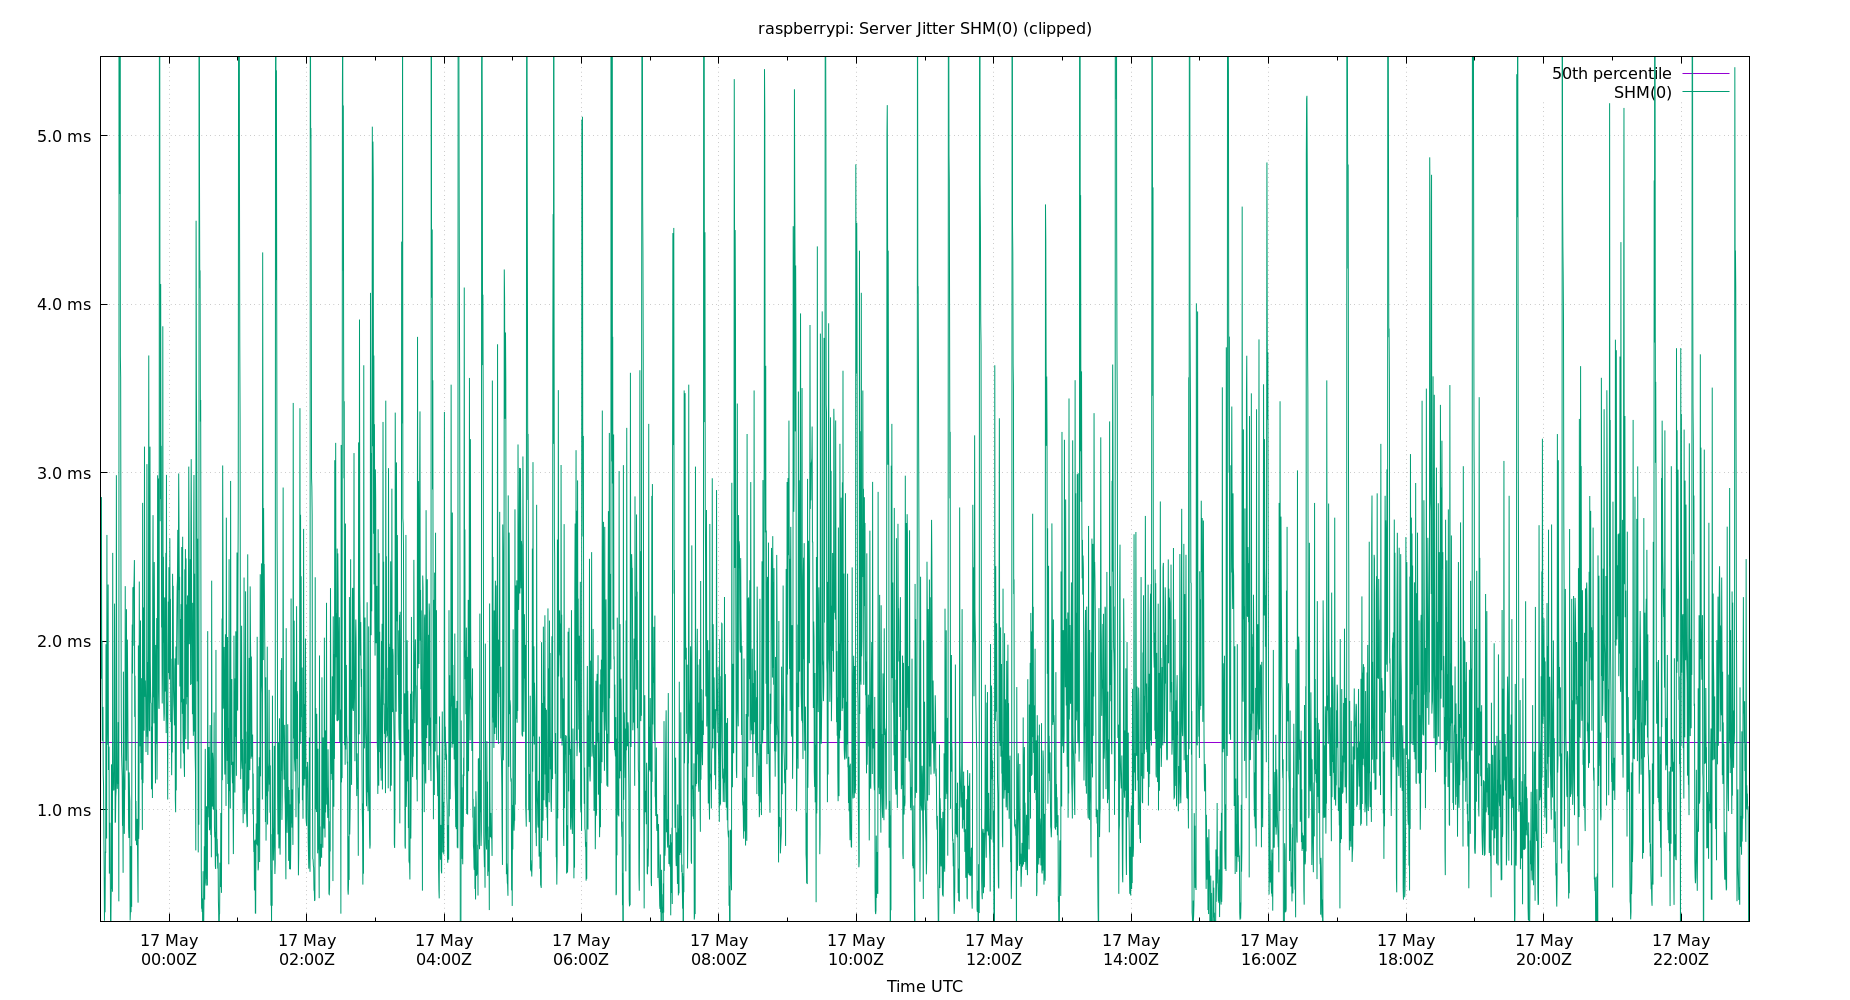 raspberrypi: Server Jitter SHM(0) (clipped)
50th percentile
SHM(0)
5.0 ms
4.0 ms
3.0 ms
2.0 ms
1.0 ms
17 May 17 May 17 May 17 May 17 May 17 May 17 May 17 May 17 May 17 May 17 May 17 May
00:00Z 02:00Z 04:00Z 06:00Z 08:00Z 10:00Z 12:00Z 14:00Z 16:00Z 18:00Z 20:00Z 22:00Z
Time UTC